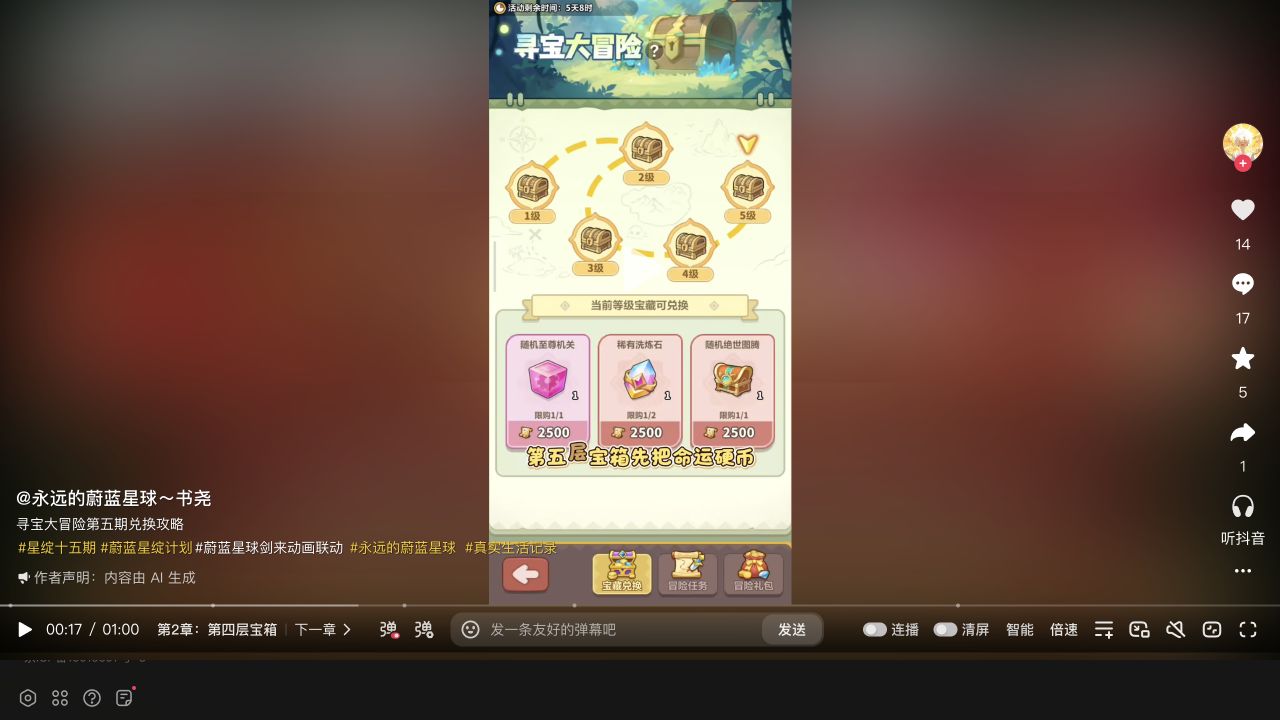 活动剩余时间：5天8时
寻宝大冒险
?
2级
1级
5级
3级
4级
当前等级宝藏可兑换
随机至尊机关
1
限购1/1
2500
稀有洗炼石
1
限购1/2
2500
随机绝世图腾
1
限购1/1
2500
第五层宝箱先把命运硬币
宝藏兑换
冒险任务
冒险礼包
14
17
5
1
听抖音
@永远的蔚蓝星球～书尧
寻宝大冒险第五期兑换攻略
#星绽十五期 #蔚蓝星绽计划 #蔚蓝星球剑来动画联动 #永远的蔚蓝星球 #真实生活记录
作者声明：内容由 AI 生成
00:17 / 01:00 第2章：第四层宝箱 下一章
弹 弹
发一条友好的弹幕吧
发送
连播 清屏 智能 倍速